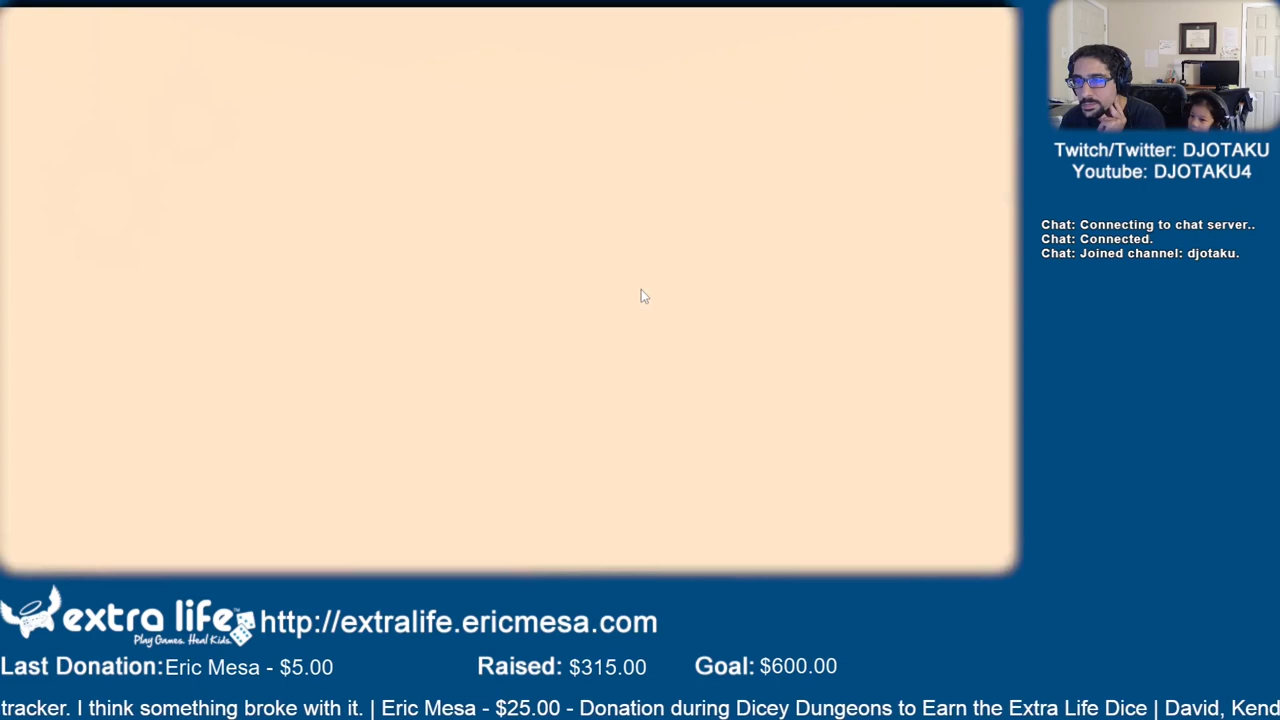 Twitch/Twitter: DJOTAKU
Youtube: DJOTAKU4
Chat: Connecting to chat server..
Chat: Connected.
Chat: Joined channel: djotaku.
extra life
Play Games. Heal Kids.
http://extralife.ericmesa.com
Last Donation: Eric Mesa - $5.00 Raised: $315.00 Goal: $600.00
tracker. I think something broke with it. | Eric Mesa - $25.00 - Donation during Dicey Dungeons to Earn the Extra Life Dice | David, Kend